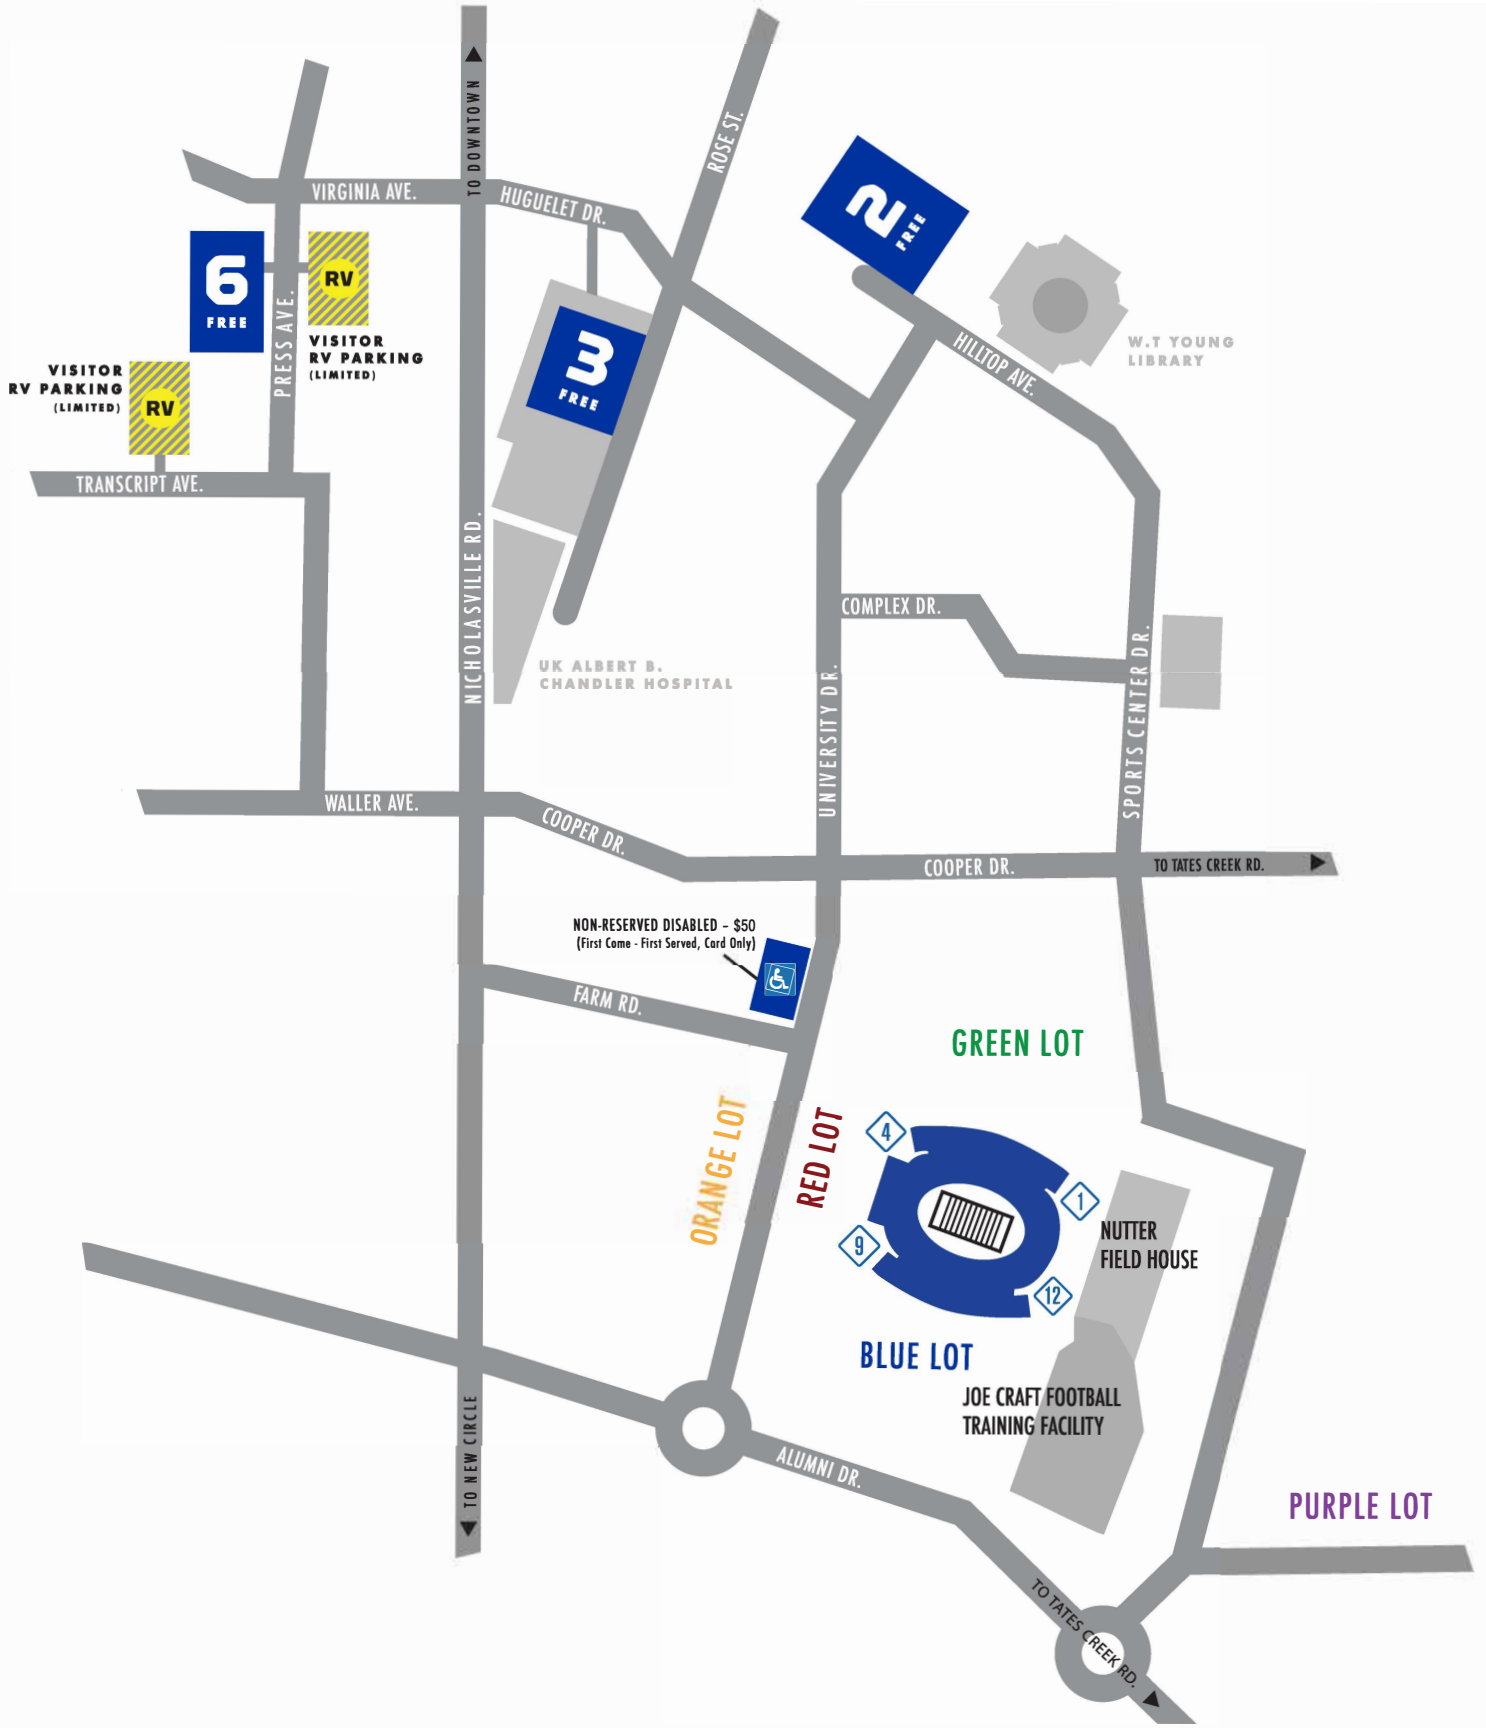 TO DOWNTOWN
ROSE ST.
VIRGINIA AVE.
HUGUELET DR.
2
FREE
6
FREE
RV
VISITOR
RV PARKING
(LIMITED)
PRESS AVE.
VISITOR
RV PARKING
(LIMITED)
RV
3
FREE
W.T YOUNG
LIBRARY
HILLTOP AVE.
TRANSCRIPT AVE.
NICHOLASVILLE RD.
COMPLEX DR.
UK ALBERT B.
CHANDLER HOSPITAL
UNIVERSITY DR.
SPORTS CENTER DR.
WALLER AVE.
COOPER DR.
COOPER DR.
TO TATES CREEK RD.
NON-RESERVED DISABLED - $50
(First Come - First Served, Card Only)
FARM RD.
GREEN LOT
ORANGE LOT
RED LOT
4
1
9
12
NUTTER
FIELD HOUSE
BLUE LOT
JOE CRAFT FOOTBALL
TRAINING FACILITY
TO NEW CIRCLE
ALUMNI DR.
PURPLE LOT
TO TATES CREEK RD.